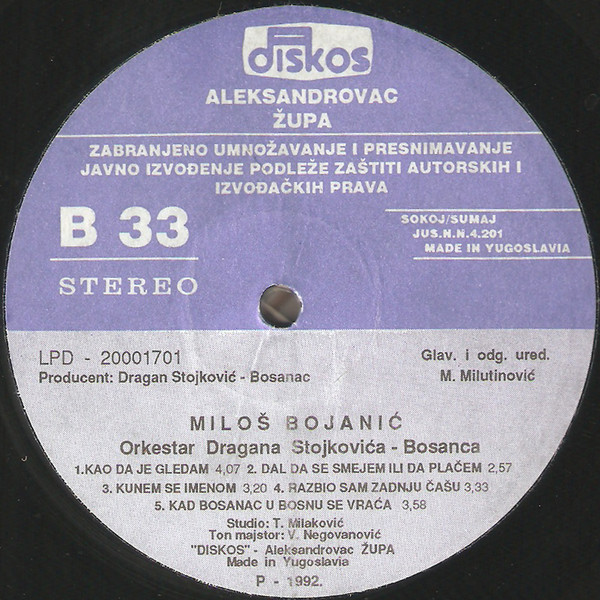 DISKOS
ALEKSANDROVAC
ŽUPA
ZABRANJENO UMNOŽAVANJE I PRESNIMAVANJE
JAVNO IZVOĐENJE PODLEŽE ZAŠTITI AUTORSKIH I
IZVOĐAČKIH PRAVA
B 33
STEREO
SOKOJ/SUMAJ
JUS.N.N.4.201
MADE IN YUGOSLAVIA
LPD - 20001701
Producent: Dragan Stojković - Bosanac
Glav. i odg. ured.
M. Milutinović
MILOŠ BOJANIĆ
Orkestar Dragana Stojkovića - Bosanca
1.KAO DA JE GLEDAM 4,07 2. DAL DA SE SMEJEM ILI DA PLAČEM 2,57
3. KUNEM SE IMENOM 3,20 4. RAZBIO SAM ZADNJU ČAŠU 3,33
5. KAD BOSANAC U BOSNU SE VRAĆA 3,58
Studio: T. Milaković
Ton majstor: V. Negovanović
"DISKOS" - Aleksandrovac ŽUPA
Made in Yugoslavia
P - 1992.